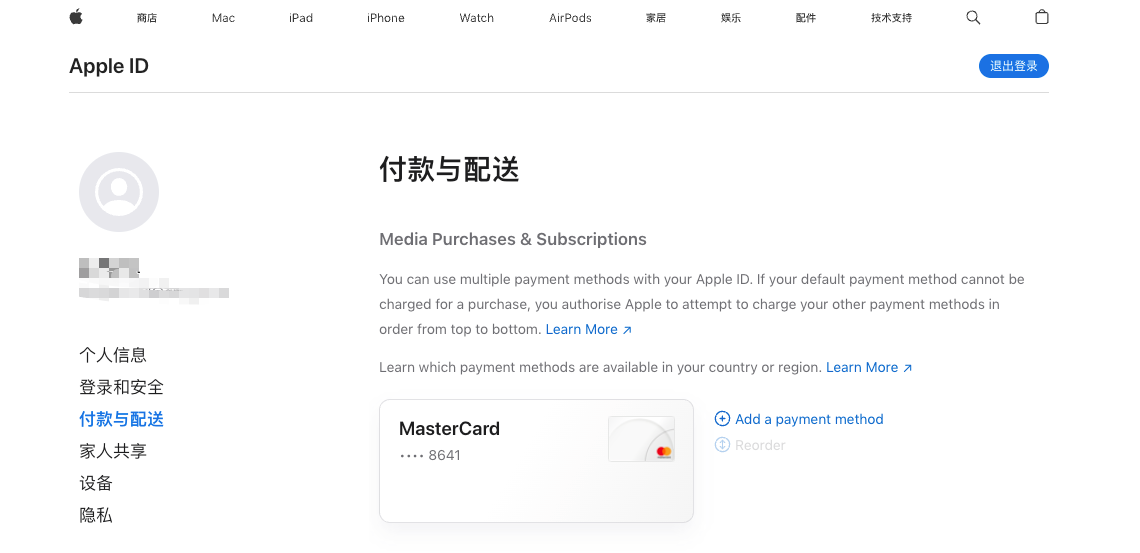 商店 Mac iPad iPhone Watch AirPods 家居 娱乐 配件 技术支持
Apple ID 退出登录
付款与配送
Media Purchases & Subscriptions
You can use multiple payment methods with your Apple ID. If your default payment method cannot be
charged for a purchase, you authorise Apple to attempt to charge your other payment methods in
order from top to bottom. Learn More ↗
Learn which payment methods are available in your country or region. Learn More ↗
个人信息
登录和安全
付款与配送
家人共享
设备
隐私
MasterCard
•••• 8641
Add a payment method
Reorder